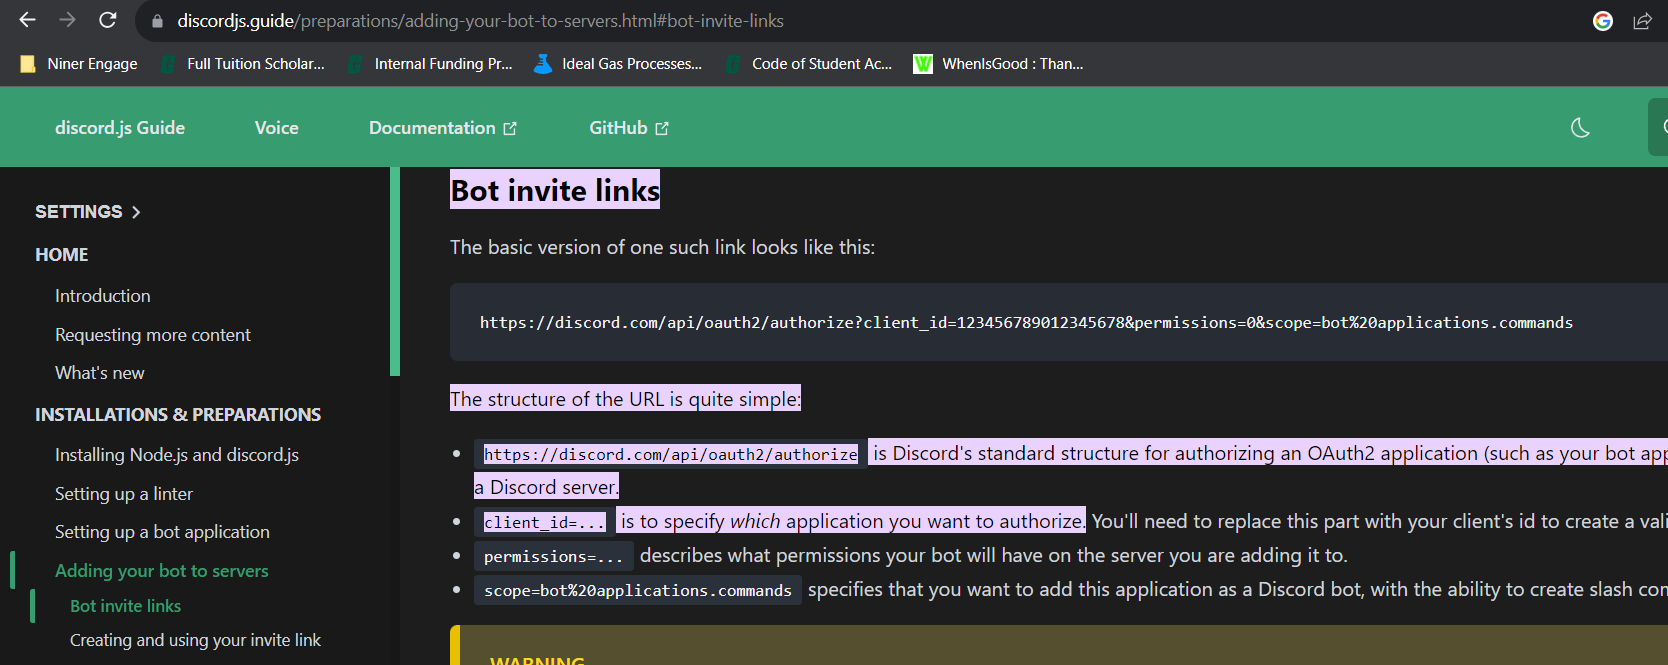 discordjs.guide/preparations/adding-your-bot-to-servers.html#bot-invite-links
Niner Engage Full Tuition Scholar... Internal Funding Pr... Ideal Gas Processes... Code of Student Ac... WhenIsGood : Than...
discord.js Guide Voice Documentation GitHub
SETTINGS
HOME
Introduction
Requesting more content
What's new
INSTALLATIONS & PREPARATIONS
Installing Node.js and discord.js
Setting up a linter
Setting up a bot application
Adding your bot to servers
Bot invite links
Creating and using your invite link
Bot invite links
The basic version of one such link looks like this:
https://discord.com/api/oauth2/authorize?client_id=123456789012345678&permissions=0&scope=bot%20applications.commands
The structure of the URL is quite simple:
https://discord.com/api/oauth2/authorize is Discord's standard structure for authorizing an OAuth2 application (such as your bot app
a Discord server.
client_id=... is to specify which application you want to authorize. You'll need to replace this part with your client's id to create a vali
permissions=... describes what permissions your bot will have on the server you are adding it to.
scope=bot%20applications.commands specifies that you want to add this application as a Discord bot, with the ability to create slash com
WARNING